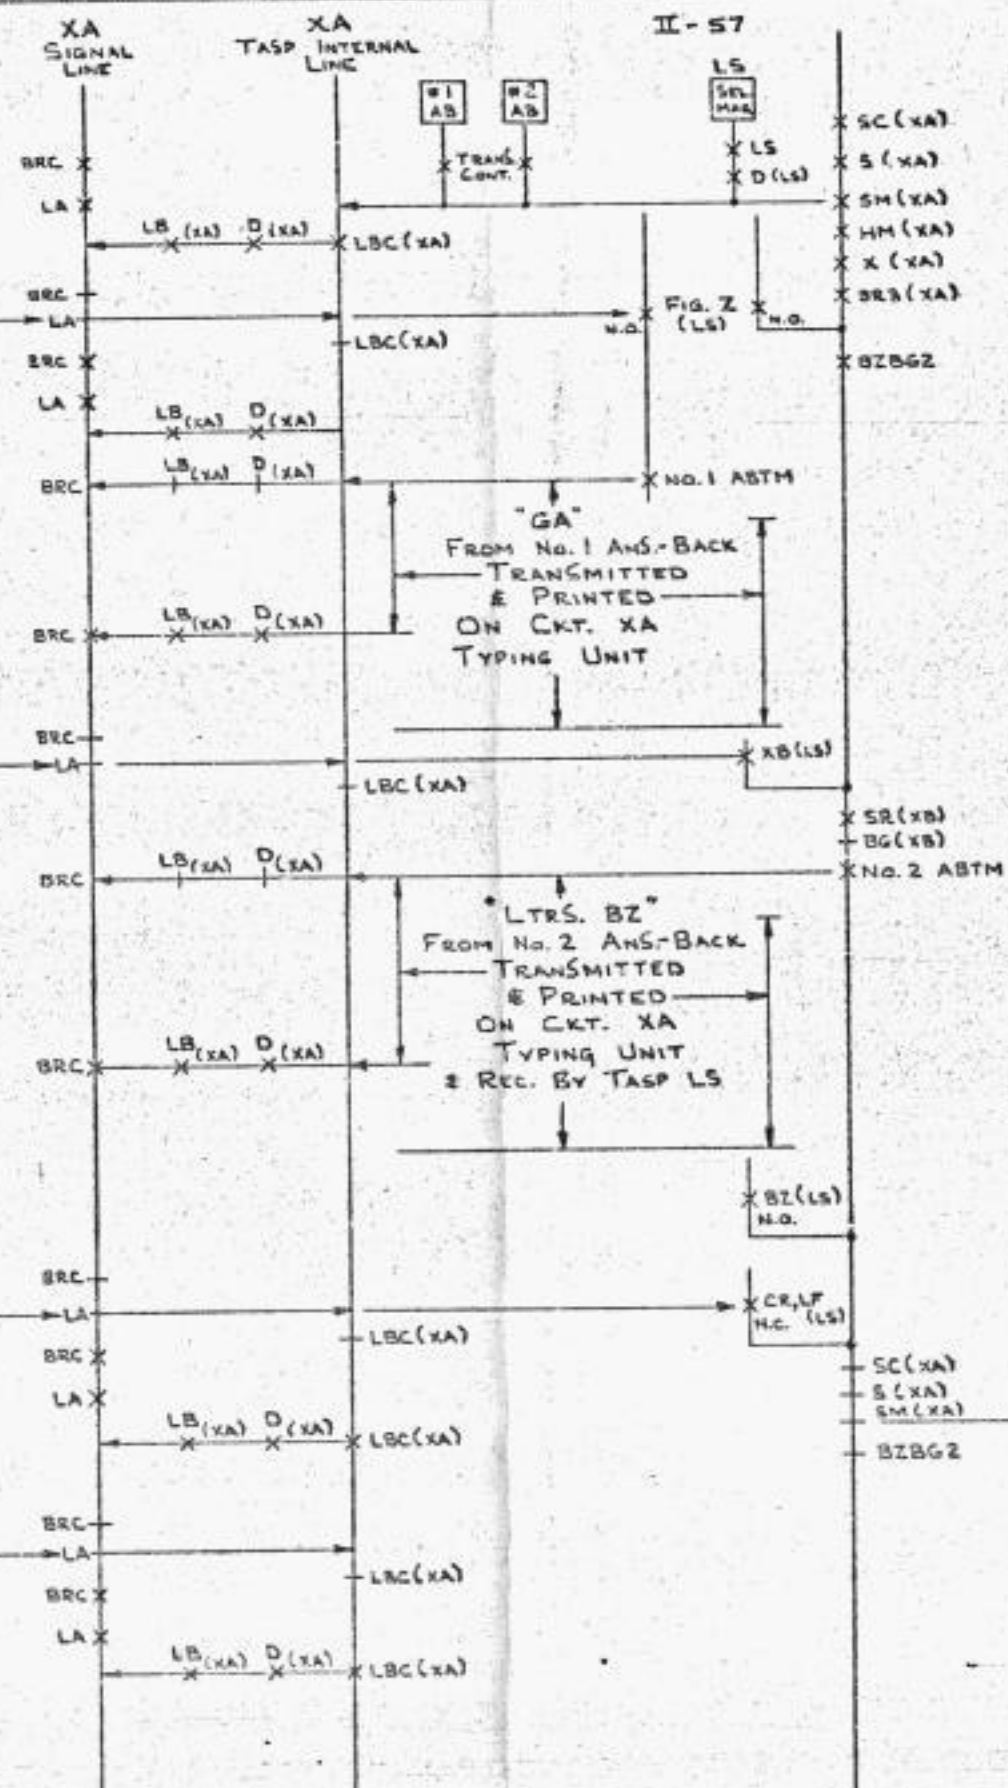 XA
SIGNAL
LINE
XA
TASP INTERNAL
LINE
II-57
LS
#1
AB
#2
AB
SEL
MAG
TRANS.
CONT.
LS
D(LS)
SC(XA)
BRC
S(XA)
LA
SM(XA)
LB(XA) D(XA) LBC(XA)
HM(XA)
X(XA)
BRC
BRB(XA)
LA
N.O.
FIG. Z
(LS)
N.O.
LBC(XA)
BRC
BZBG2
LA
LB(XA) D(XA)
BRC LB(XA) D(XA) NO. 1 ABTM
"GA"
FROM NO. 1 ANS.-BACK
TRANSMITTED
& PRINTED
ON CKT. XA
TYPING UNIT
BRC LB(XA) D(XA)
BRC
LA
XB(LS)
LBC(XA)
SR(XB)
BG(XB)
BRC LB(XA) D(XA) NO. 2 ABTM
"LTRS. BZ"
FROM NO. 2 ANS.-BACK
TRANSMITTED
& PRINTED
ON CKT. XA
TYPING UNIT
& REC. BY TASP LS
BRC LB(XA) D(XA)
BZ(LS)
N.O.
BRC
LA
CR, LF
N.C. (LS)
LBC(XA)
BRC
SC(XA)
LA
S(XA)
SM(XA)
LB(XA) D(XA) LBC(XA)
BZBG2
BRC
LA
LBC(XA)
BRC
LA
LB(XA) D(XA) LBC(XA)